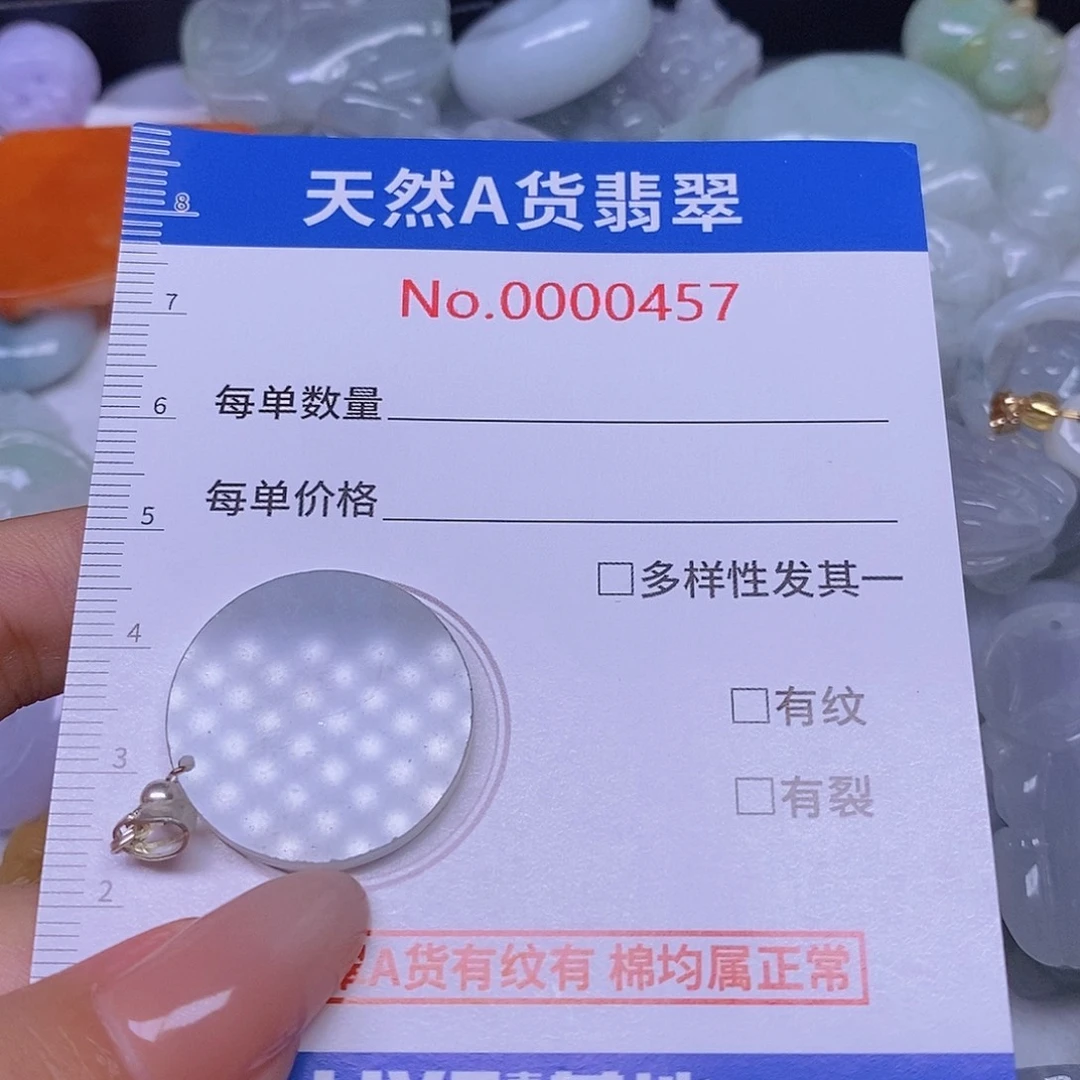 天然A货翡翠
No.0000457
每单数量
每单价格
□多样性发其一
□有纹
□有裂
翠A货有纹有 棉均属正常
8
7
6
5
4
3
2